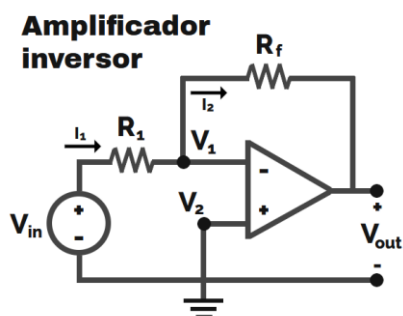 Amplificador
inversor
Rf
I2
I1
R1
V1
-
V2
+
Vin
+
-
+
Vout
-